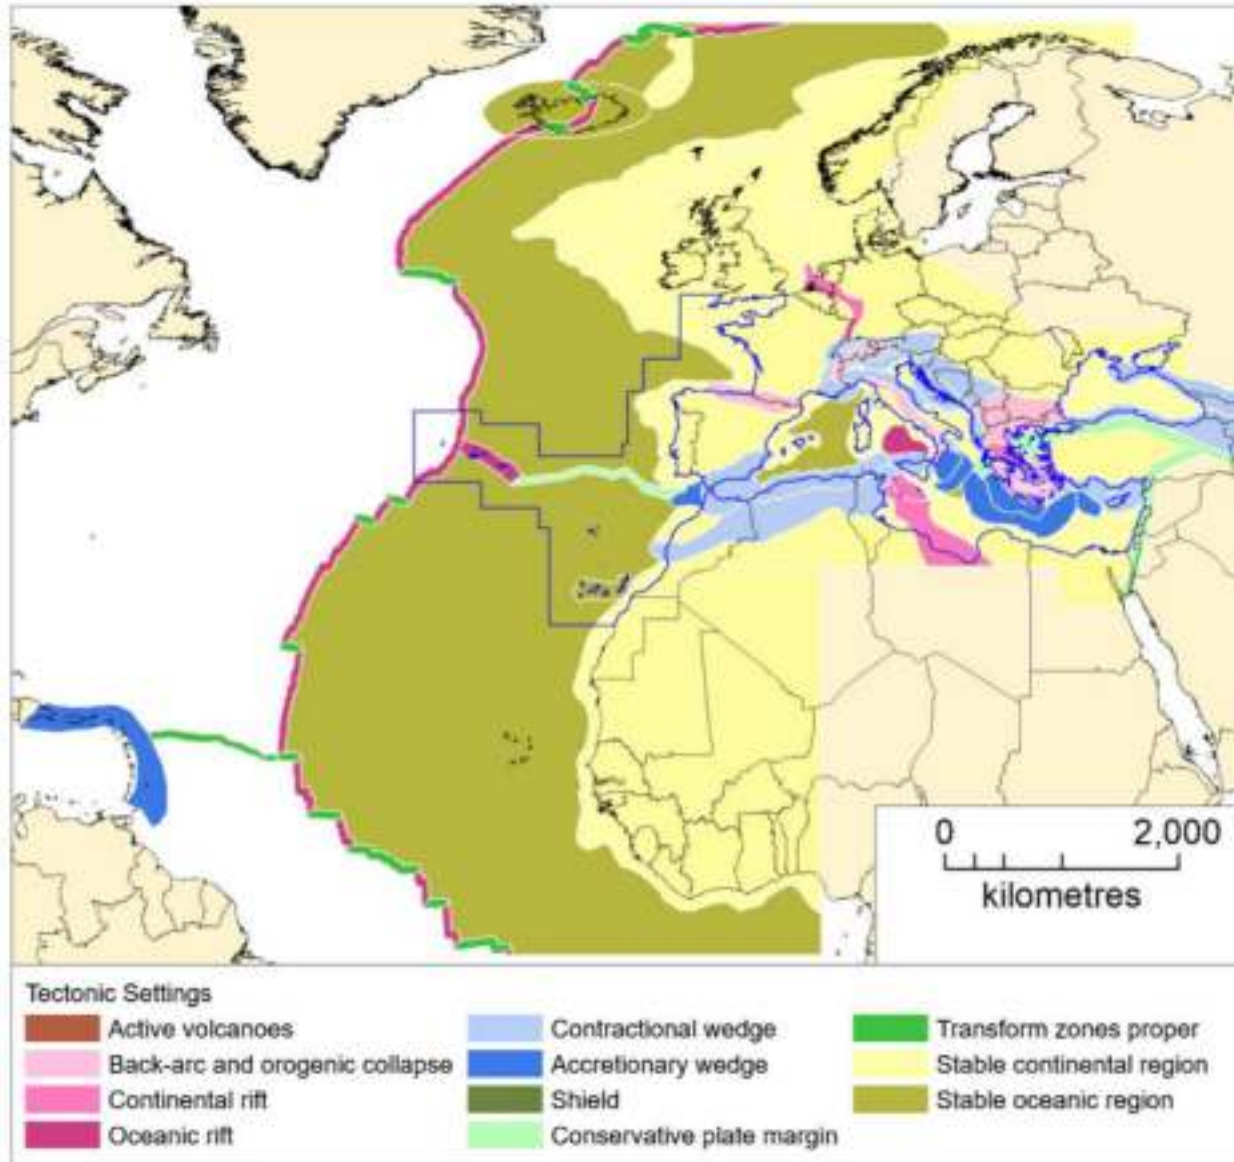 0 2,000
kilometres
Tectonic Settings
Active volcanoes
Back-arc and orogenic collapse
Continental rift
Oceanic rift
Contractional wedge
Accretionary wedge
Shield
Conservative plate margin
Transform zones proper
Stable continental region
Stable oceanic region